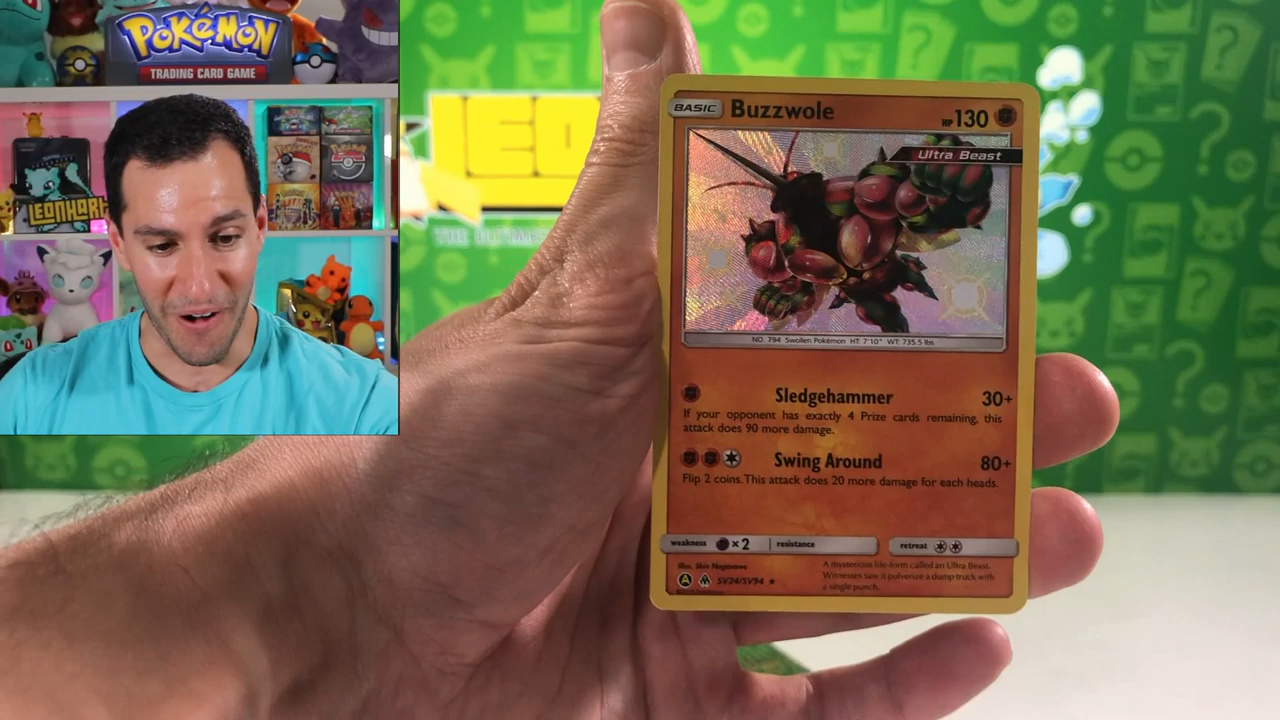 POKÉMON
TRADING CARD GAME
LEONHART
BASIC Buzzwole HP 130
Ultra Beast
NO. 794 Swollen Pokémon HT: 7'10" WT: 735.5 lbs
Sledgehammer 30+
If your opponent has exactly 4 Prize cards remaining, this
attack does 90 more damage.
Swing Around 80+
Flip 2 coins. This attack does 20 more damage for each heads.
weakness ×2 resistance retreat
Illus. Shin Nagasawa
A SV24/SV94 ★
A mysterious life-form called an Ultra Beast.
Witnesses saw it pulverize a dump truck with
a single punch.